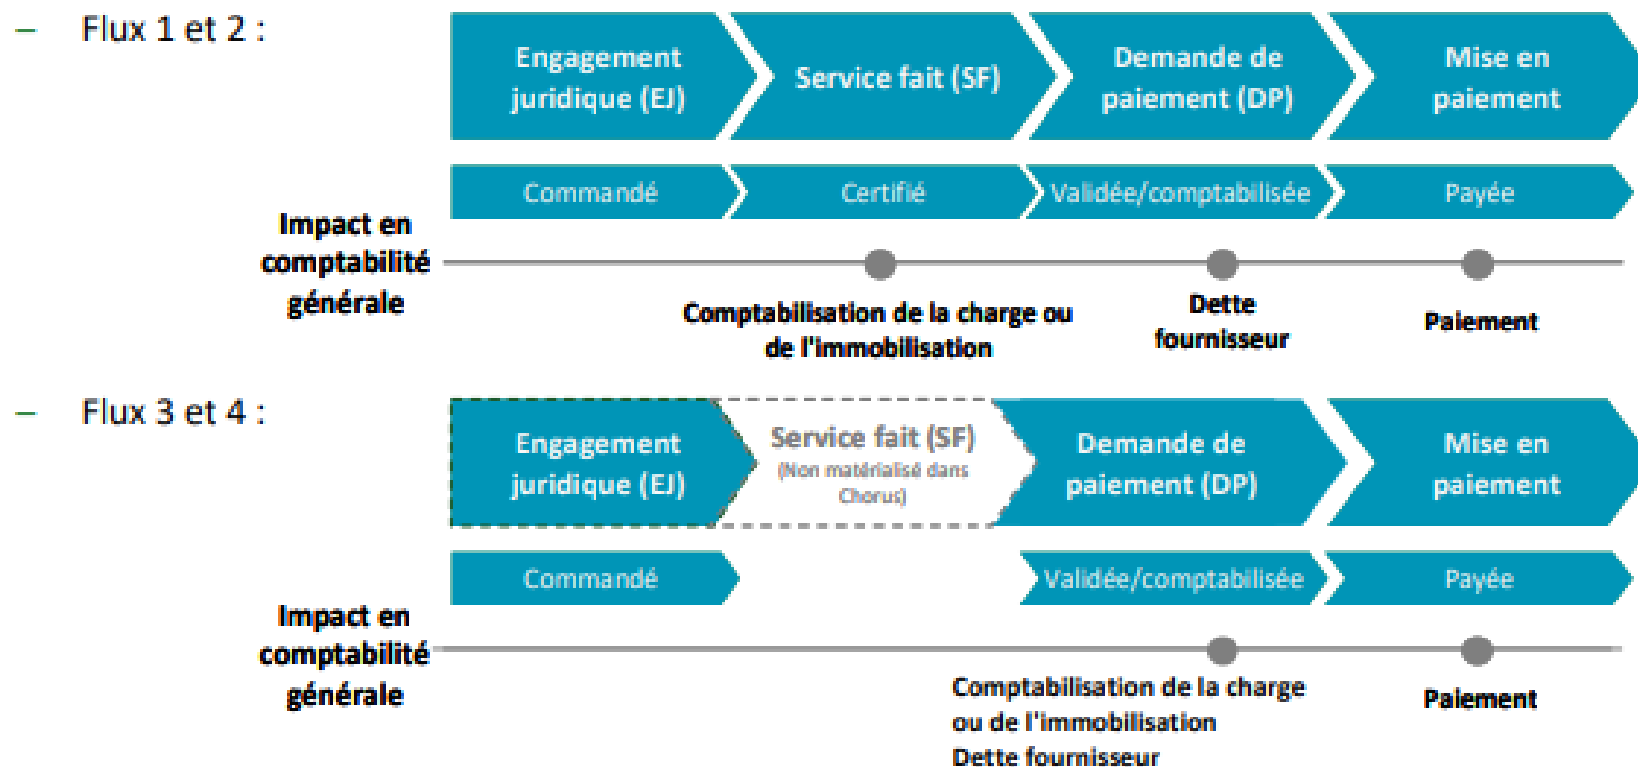 – Flux 1 et 2 :
Engagement
juridique (EJ)
Service fait (SF)
Demande de
paiement (DP)
Mise en
paiement
Commandé
Certifié
Validée/comptabilisée
Payée
Impact en
comptabilité
générale
Comptabilisation de la charge ou
de l'immobilisation
Dette
fournisseur
Paiement
– Flux 3 et 4 :
Engagement
juridique (EJ)
Service fait (SF)
(Non matérialisé dans
Chorus)
Demande de
paiement (DP)
Mise en
paiement
Commandé
Validée/comptabilisée
Payée
Impact en
comptabilité
générale
Comptabilisation de la charge
ou de l'immobilisation
Dette fournisseur
Paiement